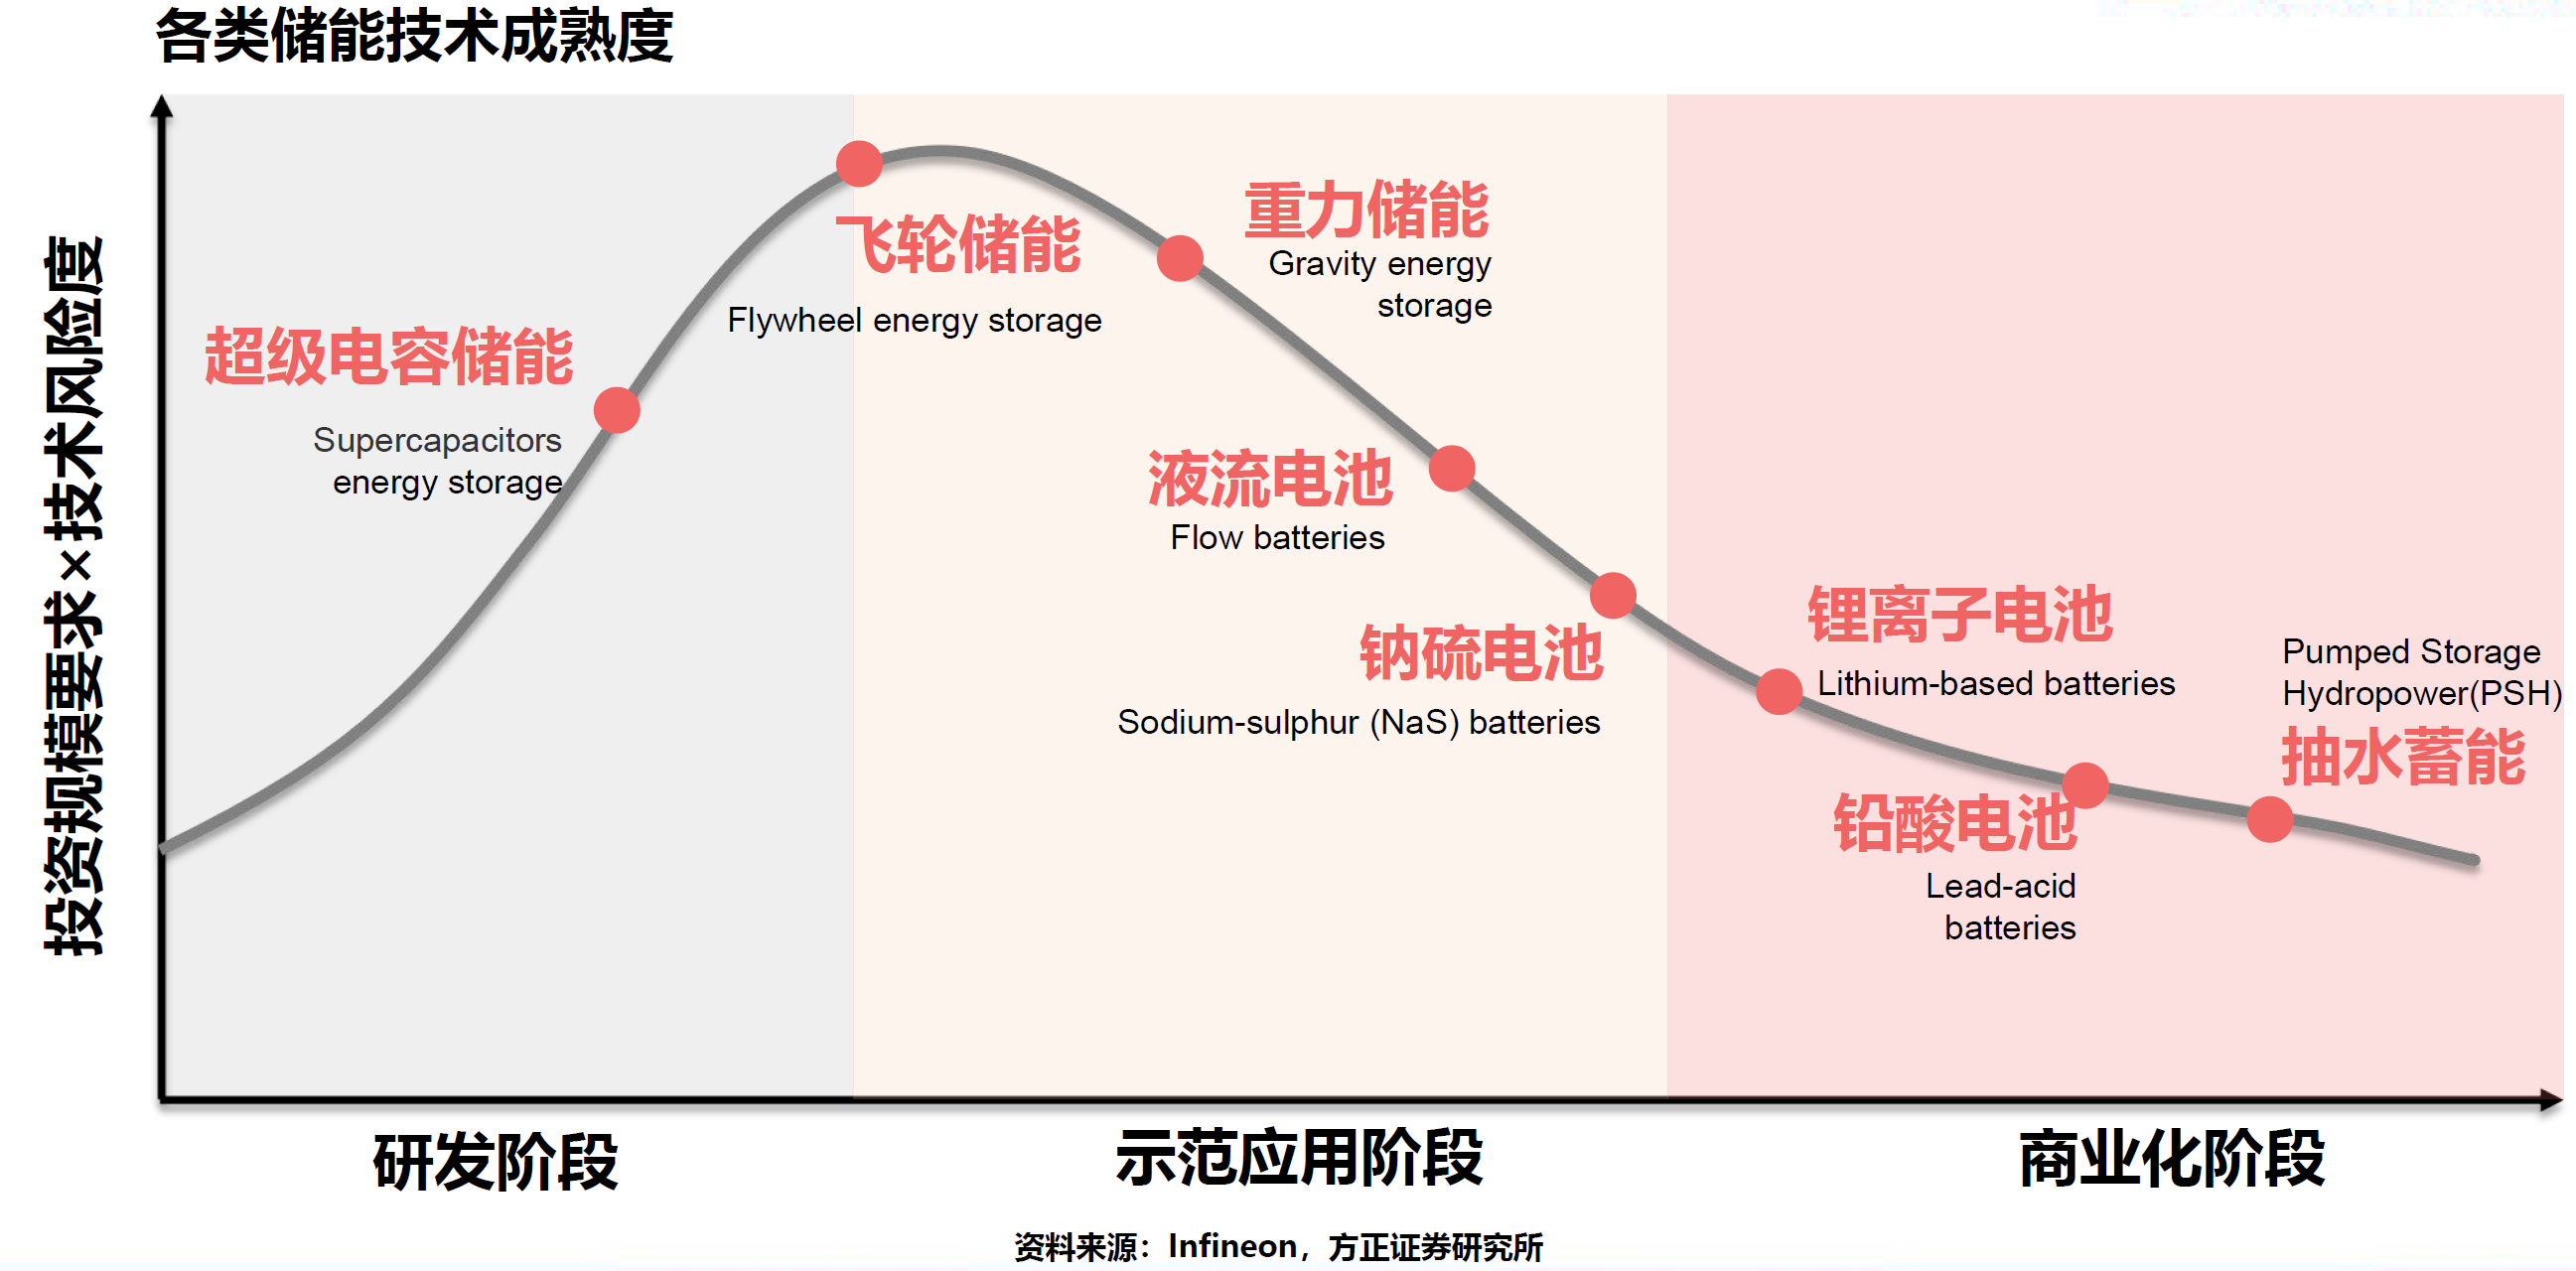 各类储能技术成熟度
投资规模要求×技术风险度
超级电容储能
Supercapacitors
energy storage
飞轮储能
Flywheel energy storage
重力储能
Gravity energy
storage
液流电池
Flow batteries
钠硫电池
Sodium-sulphur (NaS) batteries
锂离子电池
Lithium-based batteries
铅酸电池
Lead-acid
batteries
Pumped Storage
Hydropower(PSH)
抽水蓄能
研发阶段
示范应用阶段
商业化阶段
资料来源：Infineon，方正证券研究所